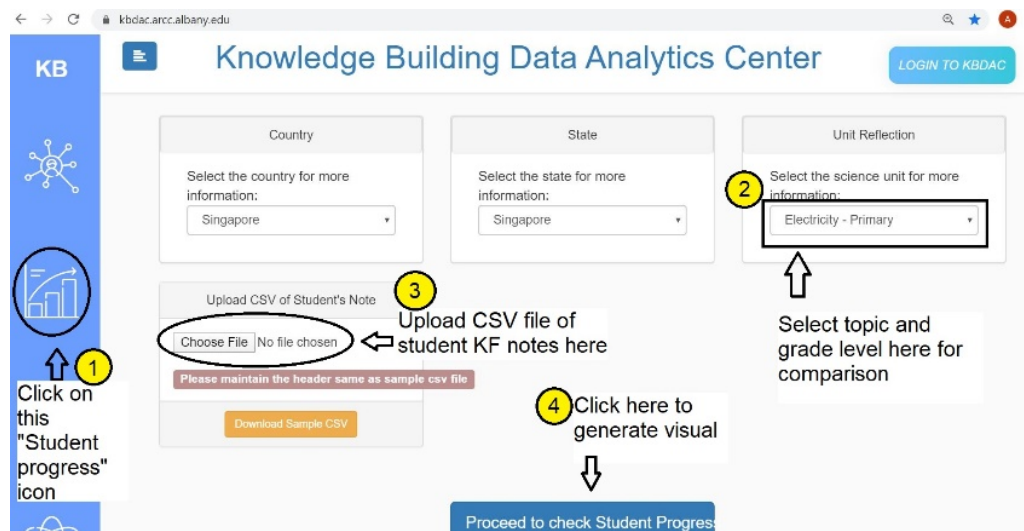 kbdac.arcc.albany.edu
A
KB
Knowledge Building Data Analytics Center
LOGIN TO KBDAC
Country
Select the country for more
information:
Singapore
State
Select the state for more
information:
Singapore
Unit Reflection
2
Select the science unit for more
information:
Electricity - Primary
Select topic and
grade level here for
comparison
Upload CSV of Student's Note
Choose File No file chosen
Please maintain the header same as sample csv file
Download Sample CSV
3
Upload CSV file of
student KF notes here
1
Click on
this
"Student
progress"
icon
4
Click here to
generate visual
Proceed to check Student Progress